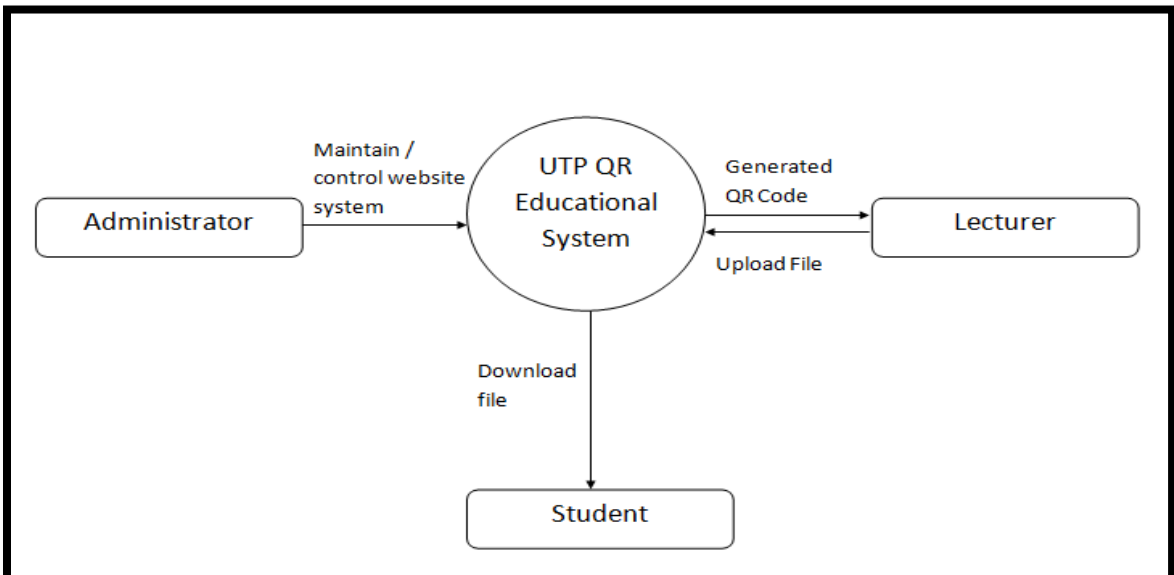 Maintain /
control website
system
Administrator
UTP QR
Educational
System
Generated
QR Code
Upload File
Lecturer
Download
file
Student